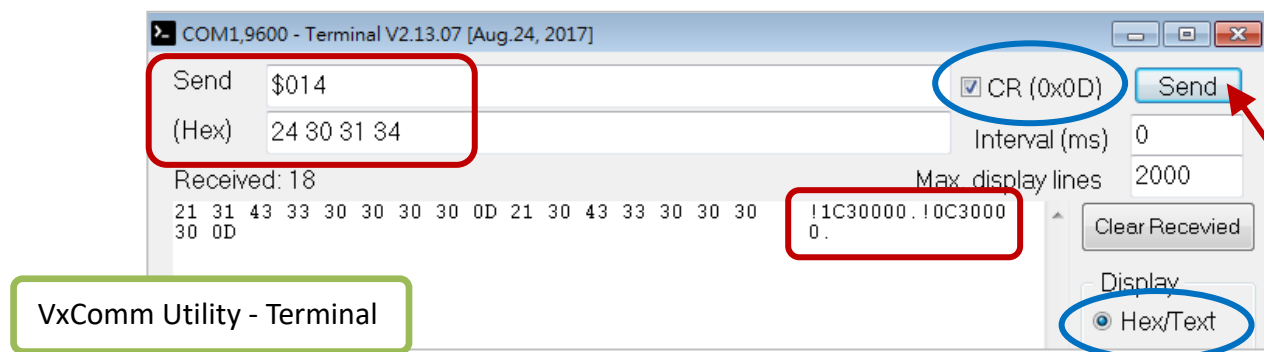 COM1,9600 - Terminal V2.13.07 [Aug.24, 2017]
Send $014 CR (0x0D) Send
(Hex) 24 30 31 34 Interval (ms) 0
Received: 18 Max. display lines 2000
21 31 43 33 30 30 30 30 0D 21 30 43 33 30 30 30 !1C30000.!0C3000
30 0D 0.
Clear Recevied
Display
VxComm Utility - Terminal
Hex/Text